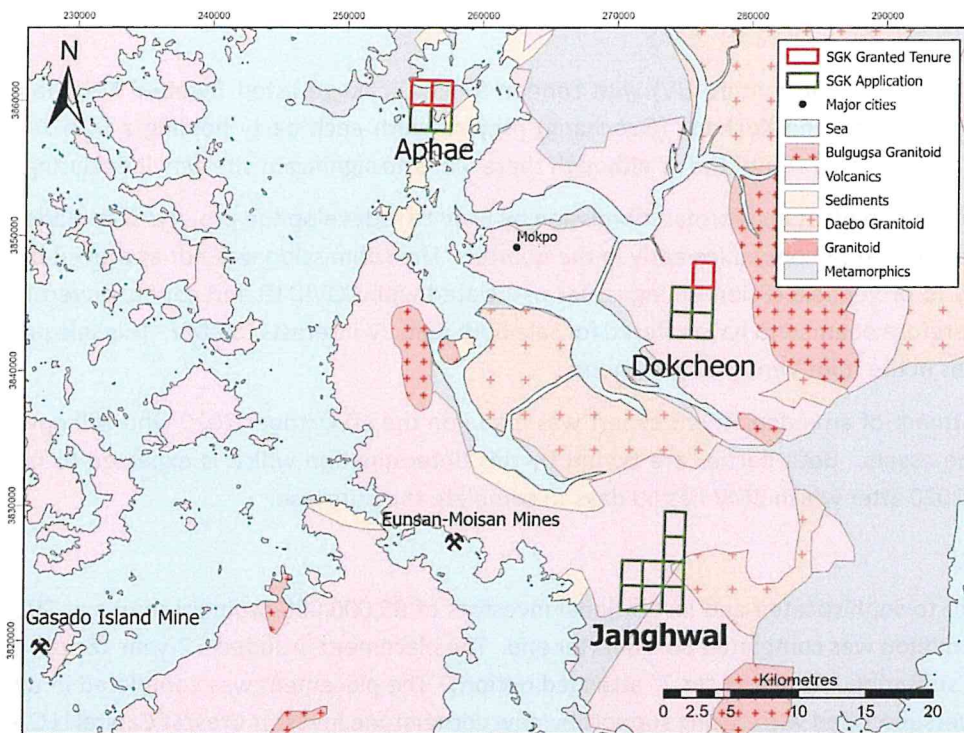 230000 240000 250000 260000 270000 280000 290000
N
SGK Granted Tenure
SGK Application
Major cities
Sea
Bulgugsa Granitoid
Volcanics
Sediments
Daebo Granitoid
Granitoid
Metamorphics
3860000
Aphae
3850000
Mokpo
3840000
Dokcheon
3830000
Eunsan-Moisan Mines
Gasado Island Mine
3820000
Janghwal
Kilometres
0 2.5 5 10 15 20